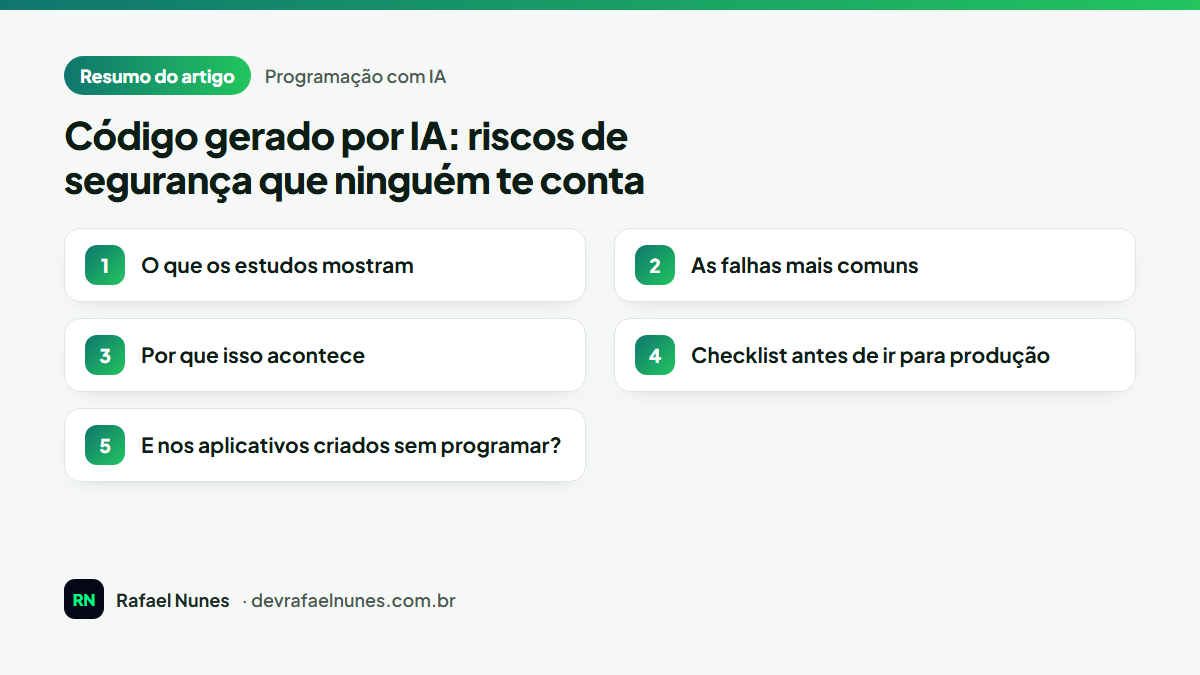 Resumo do artigo
Programação com IA
Código gerado por IA: riscos de
segurança que ninguém te conta
1 O que os estudos mostram
2 As falhas mais comuns
3 Por que isso acontece
4 Checklist antes de ir para produção
5 E nos aplicativos criados sem programar?
RN Rafael Nunes · devrafaelnunes.com.br